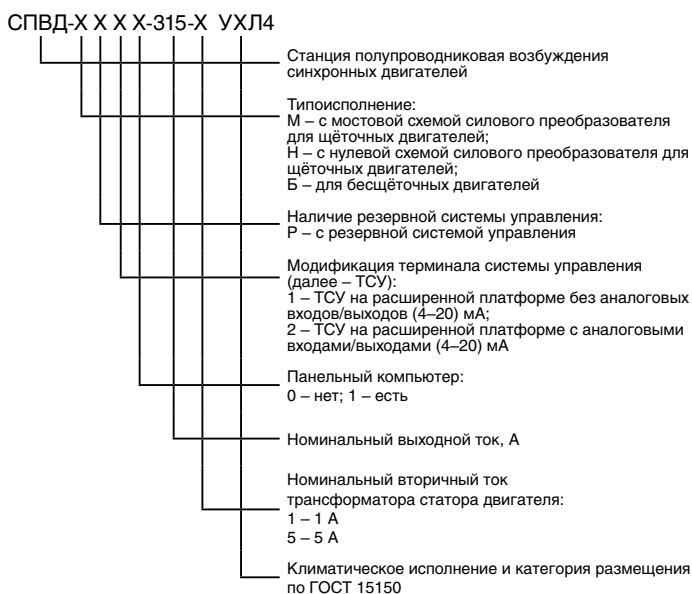 СПВД-Х Х Х Х-315-Х УХЛ4
Станция полупроводниковая возбуждения
синхронных двигателей
Типоисполнение:
М – с мостовой схемой силового преобразователя
для щёточных двигателей;
Н – с нулевой схемой силового преобразователя для
щёточных двигателей;
Б – для бесщёточных двигателей
Наличие резервной системы управления:
Р – с резервной системой управления
Модификация терминала системы управления
(далее – ТСУ):
1 – ТСУ на расширенной платформе без аналоговых
входов/выходов (4–20) мА;
2 – ТСУ на расширенной платформе с аналоговыми
входами/выходами (4–20) мА
Панельный компьютер:
0 – нет; 1 – есть
Номинальный выходной ток, А
Номинальный вторичный ток
трансформатора статора двигателя:
1 – 1 А
5 – 5 А
Климатическое исполнение и категория размещения
по ГОСТ 15150